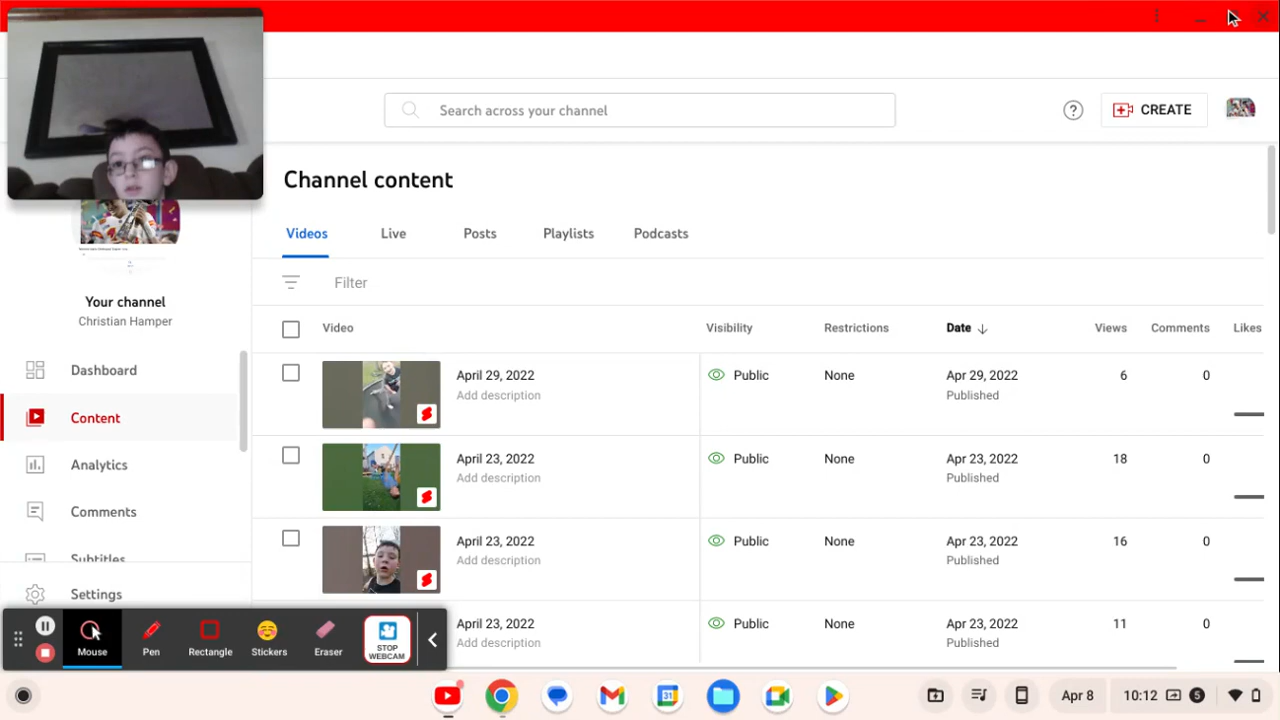 Search across your channel
CREATE
Channel content
Videos Live Posts Playlists Podcasts
Filter
Your channel
Christian Hamper
Dashboard
Content
Analytics
Comments
Subtitles
Settings
Video Visibility Restrictions Date Views Comments Likes
April 29, 2022 Public None Apr 29, 2022 6 0
Add description Published
April 23, 2022 Public None Apr 23, 2022 18 0
Add description Published
April 23, 2022 Public None Apr 23, 2022 16 0
Add description Published
April 23, 2022 Public None Apr 23, 2022 11 0
Add description Published
Mouse Pen Rectangle Stickers Eraser STOP WEBCAM
31
Apr 8 10:12 5